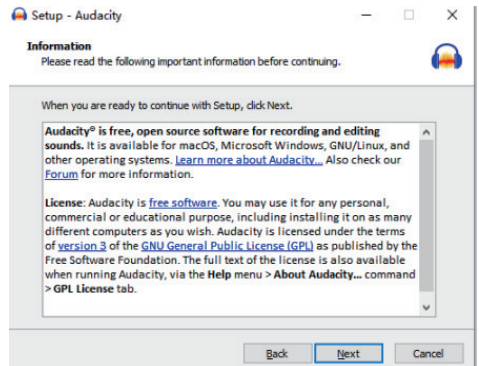 Setup - Audacity
Information
Please read the following important information before continuing.
When you are ready to continue with Setup, click Next.
Audacity® is free, open source software for recording and editing
sounds. It is available for macOS, Microsoft Windows, GNU/Linux, and
other operating systems. Learn more about Audacity... Also check our
Forum for more information.
License: Audacity is free software. You may use it for any personal,
commercial or educational purpose, including installing it on as many
different computers as you wish. Audacity is licensed under the terms
of version 3 of the GNU General Public License (GPL) as published by the
Free Software Foundation. The full text of the license is also available
when running Audacity, via the Help menu > About Audacity... command
> GPL License tab.
Back Next Cancel